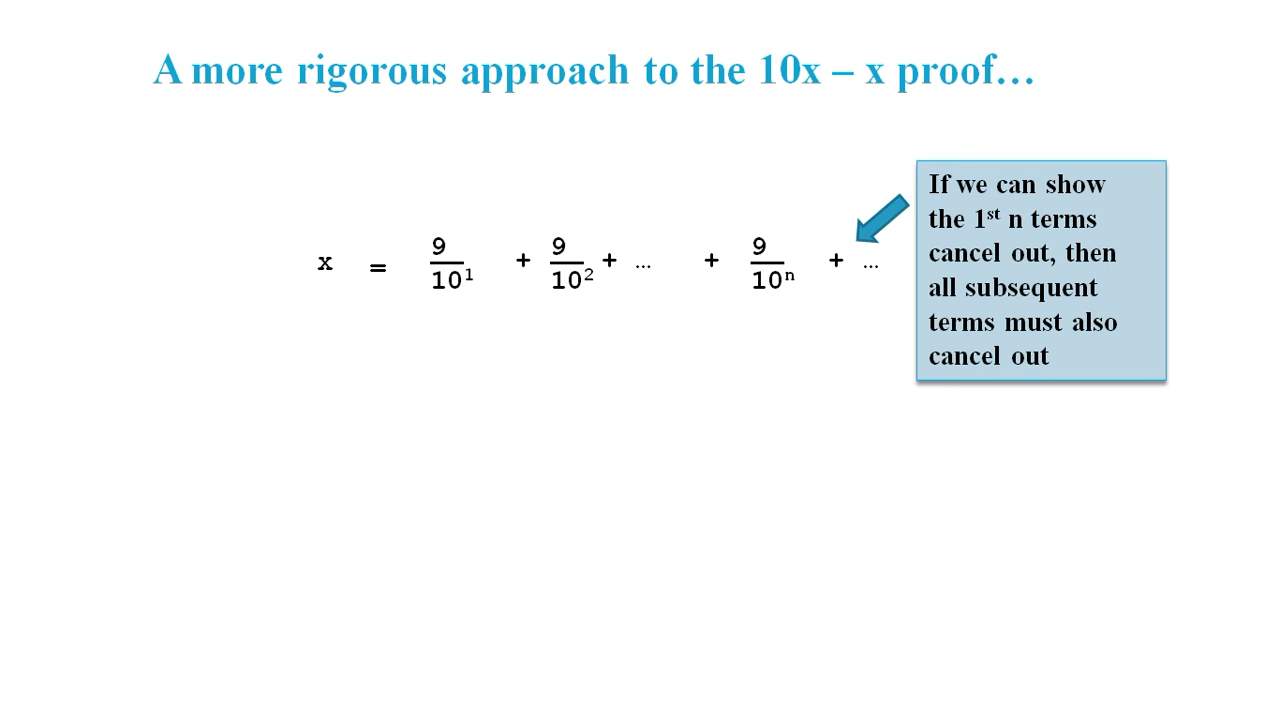 A more rigorous approach to the 10x – x proof…
If we can show
the 1st n terms
cancel out, then
all subsequent
terms must also
cancel out
x = 9/10¹ + 9/10² + … + 9/10ⁿ + …